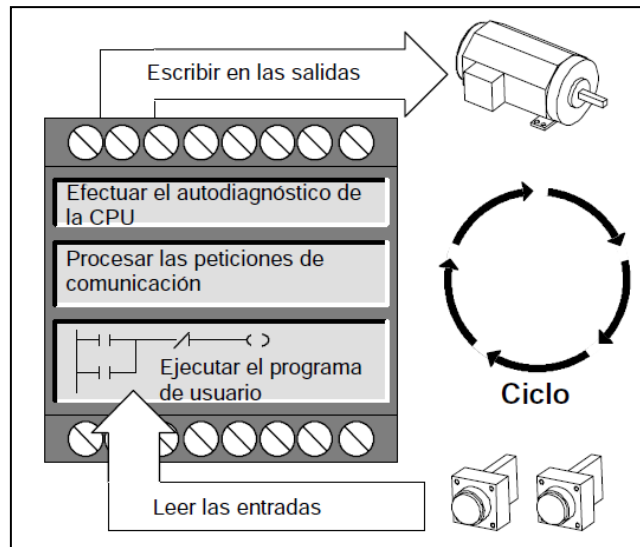 Escribir en las salidas
Efectuar el autodiagnóstico de
la CPU
Procesar las peticiones de
comunicación
Ejecutar el programa
de usuario
Ciclo
Leer las entradas